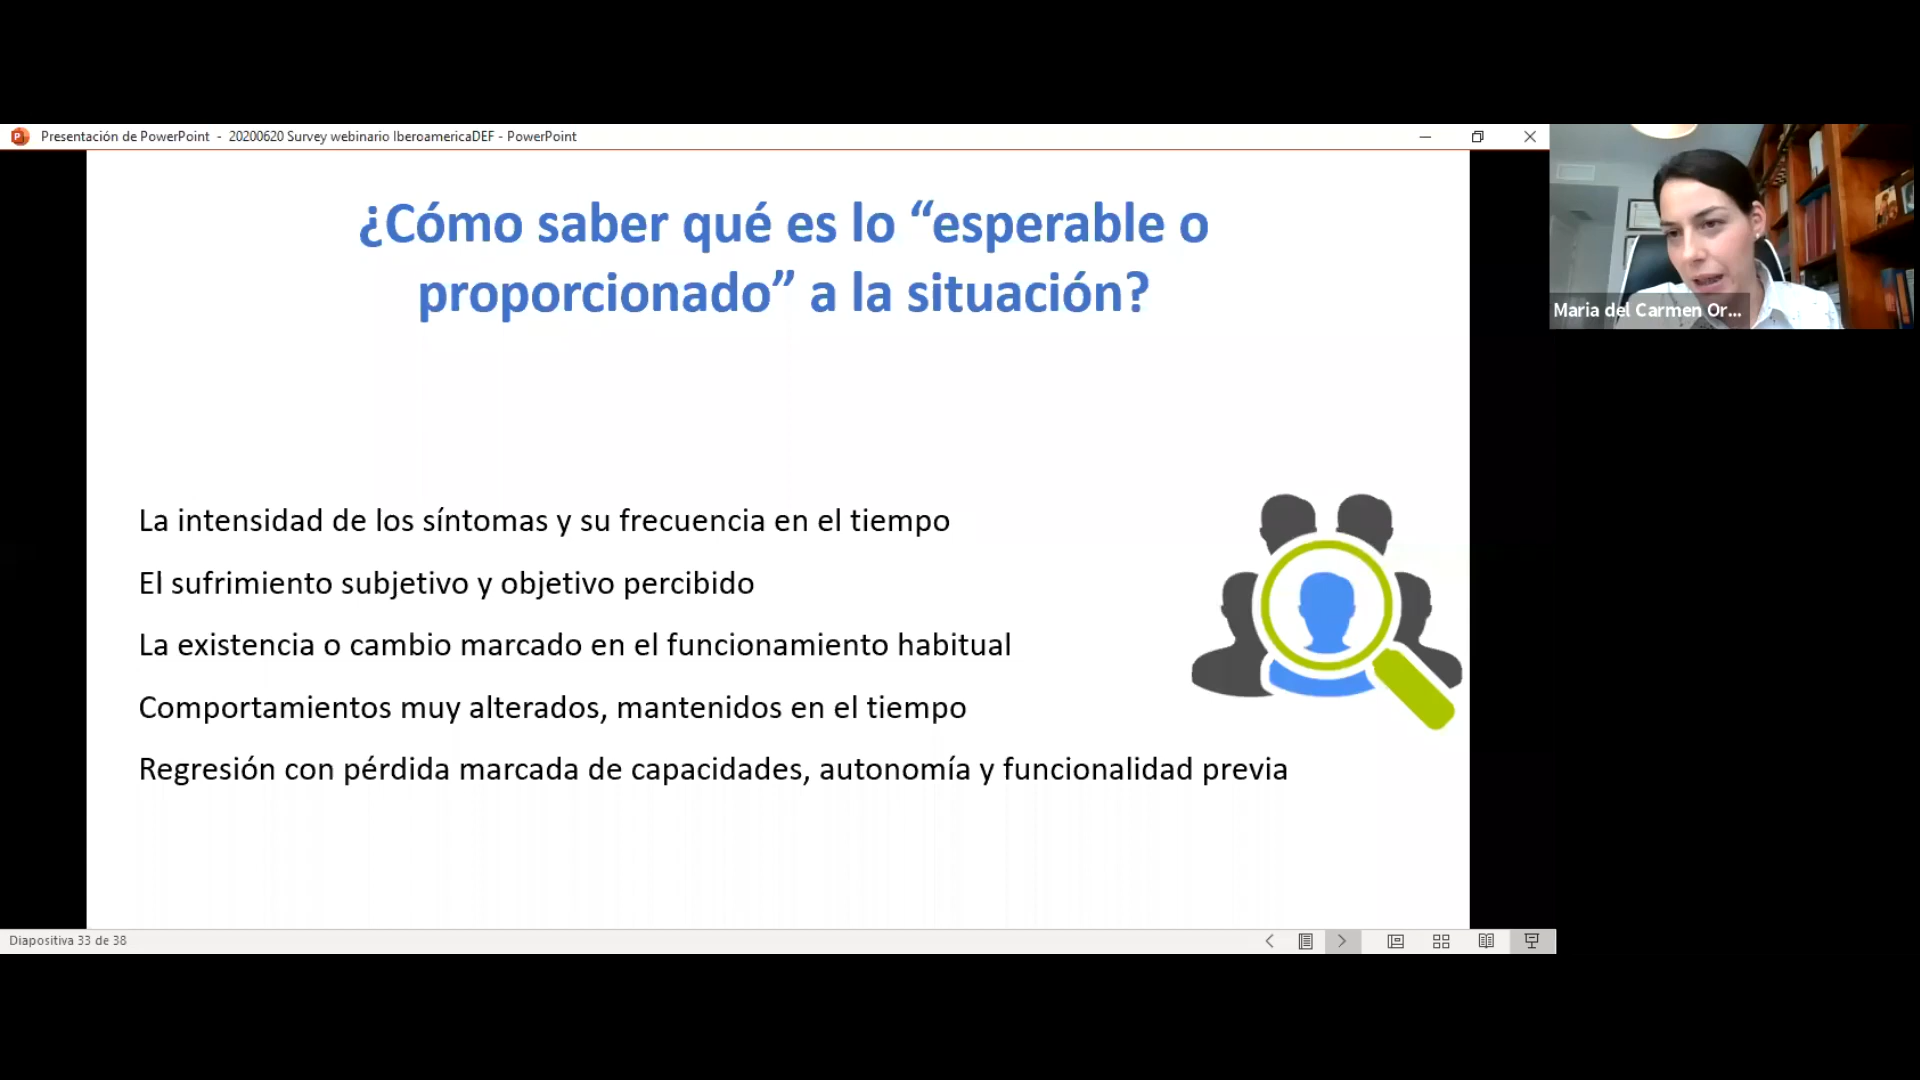 Presentación de PowerPoint - 20200620 Survey webinario IberoamericaDEF - PowerPoint
¿Cómo saber qué es lo “esperable o
proporcionado” a la situación?
Maria del Carmen Or...
La intensidad de los síntomas y su frecuencia en el tiempo
El sufrimiento subjetivo y objetivo percibido
La existencia o cambio marcado en el funcionamiento habitual
Comportamientos muy alterados, mantenidos en el tiempo
Regresión con pérdida marcada de capacidades, autonomía y funcionalidad previa
Diapositiva 33 de 38